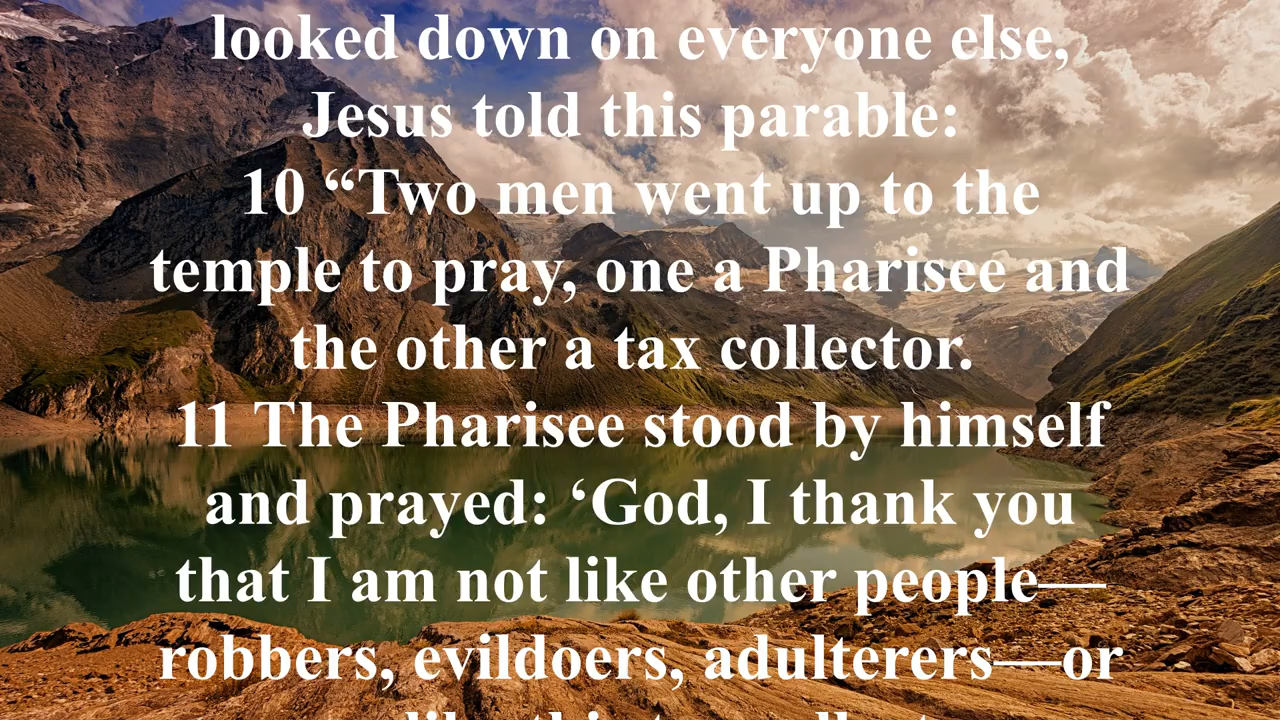 looked down on everyone else,
Jesus told this parable:
10 “Two men went up to the
temple to pray, one a Pharisee and
the other a tax collector.
11 The Pharisee stood by himself
and prayed: ‘God, I thank you
that I am not like other people—
robbers, evildoers, adulterers—or